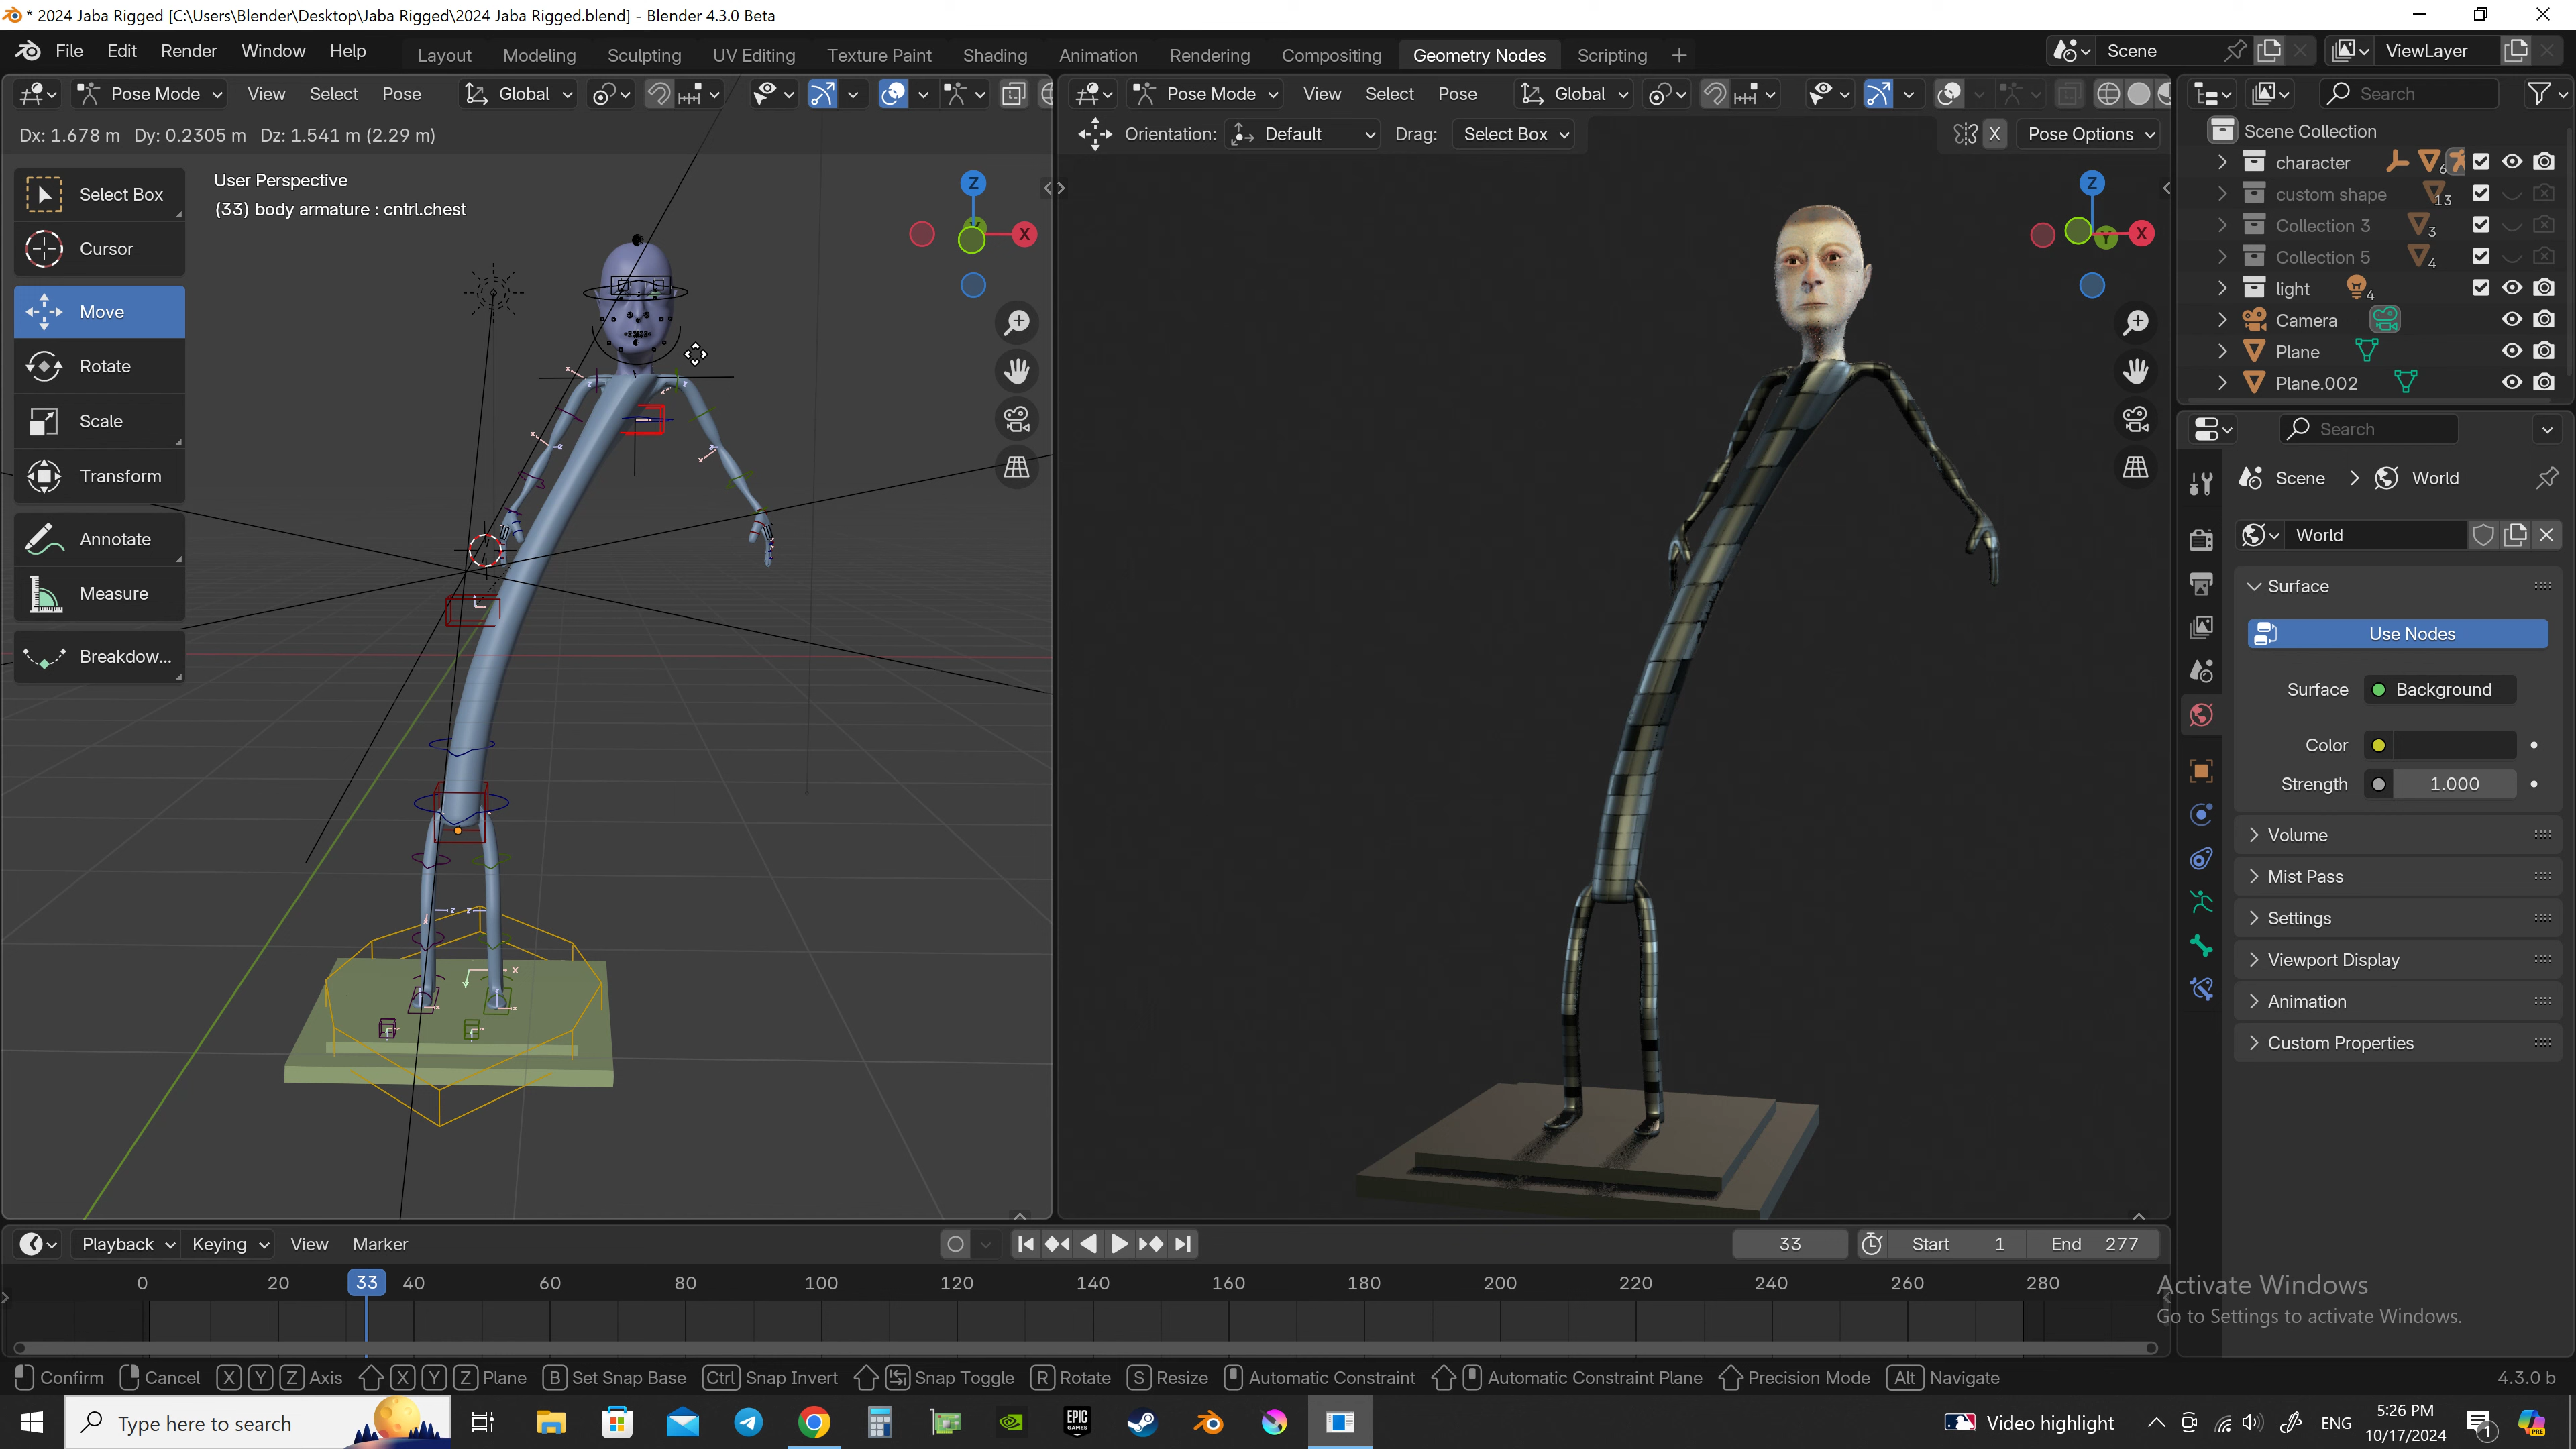 * 2024 Jaba Rigged [C:\Users\Blender\Desktop\Jaba Rigged\2024 Jaba Rigged.blend] - Blender 4.3.0 Beta
File Edit Render Window Help Layout Modeling Sculpting UV Editing Texture Paint Shading Animation Rendering Compositing Geometry Nodes Scripting + Scene ViewLayer
Pose Mode View Select Pose Global Pose Mode View Select Pose Global Search
Dx: 1.678 m Dy: 0.2305 m Dz: 1.541 m (2.29 m) Orientation: Default Drag: Select Box X Pose Options
User Perspective
(33) body armature : cntrl.chest
Select Box
Cursor
Move
Rotate
Scale
Transform
Annotate
Measure
Breakdow...
Z
X
Z
Y
X
Scene Collection
character 6
custom shape 13
Collection 3 3
Collection 5 4
light 4
Camera
Plane
Plane.002
Search
Scene > World
World
Surface
Use Nodes
Surface Background
Color
Strength 1.000
Volume
Mist Pass
Settings
Viewport Display
Animation
Custom Properties
Playback Keying View Marker 33 Start 1 End 277
0 20 33 40 60 80 100 120 140 160 180 200 220 240 260 280
Activate Windows
Go to Settings to activate Windows.
Confirm Cancel X Y Z Axis X Y Z Plane B Set Snap Base Ctrl Snap Invert Snap Toggle R Rotate S Resize Automatic Constraint Automatic Constraint Plane Precision Mode Alt Navigate 4.3.0 b
Type here to search EPIC GAMES Video highlight ENG 5:26 PM
10/17/2024 1 PRE